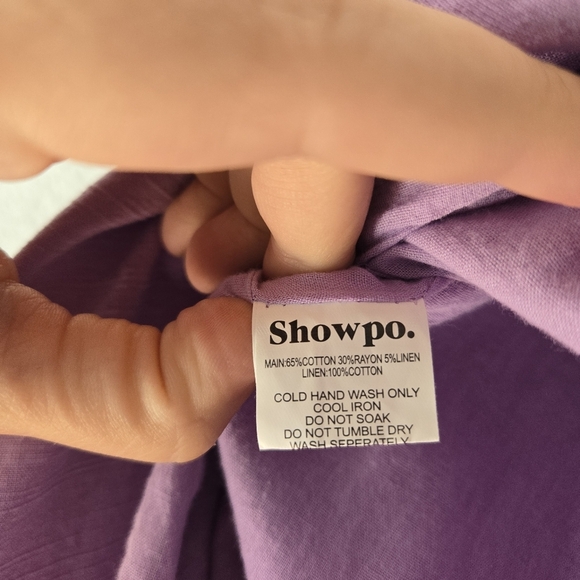 Showpo.
MAIN:65%COTTON 30%RAYON 5%LINEN
LINEN:100%COTTON
COLD HAND WASH ONLY
COOL IRON
DO NOT SOAK
DO NOT TUMBLE DRY
WASH SEPERATELY